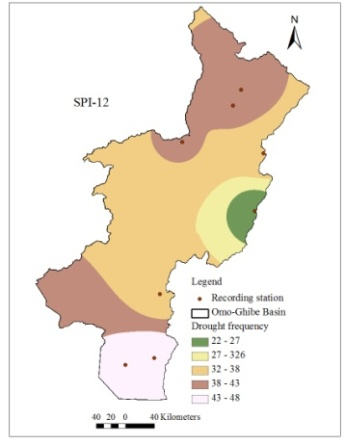 N
SPI-12
Legend
Recording station
Omo-Ghibe Basin
Drought frequency
22 - 27
27 - 326
32 - 38
38 - 43
43 - 48
40 20 0 40 Kilometers